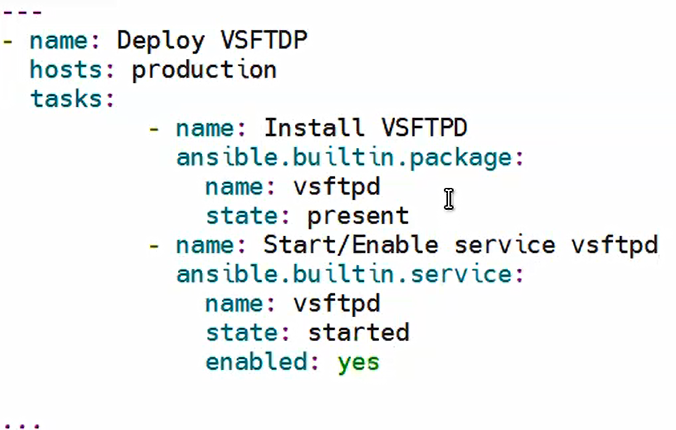 ---
- name: Deploy VSFTDP
  hosts: production
  tasks:
          - name: Install VSFTPD
            ansible.builtin.package:
              name: vsftpd
              state: present
          - name: Start/Enable service vsftpd
            ansible.builtin.service:
              name: vsftpd
              state: started
              enabled: yes
...